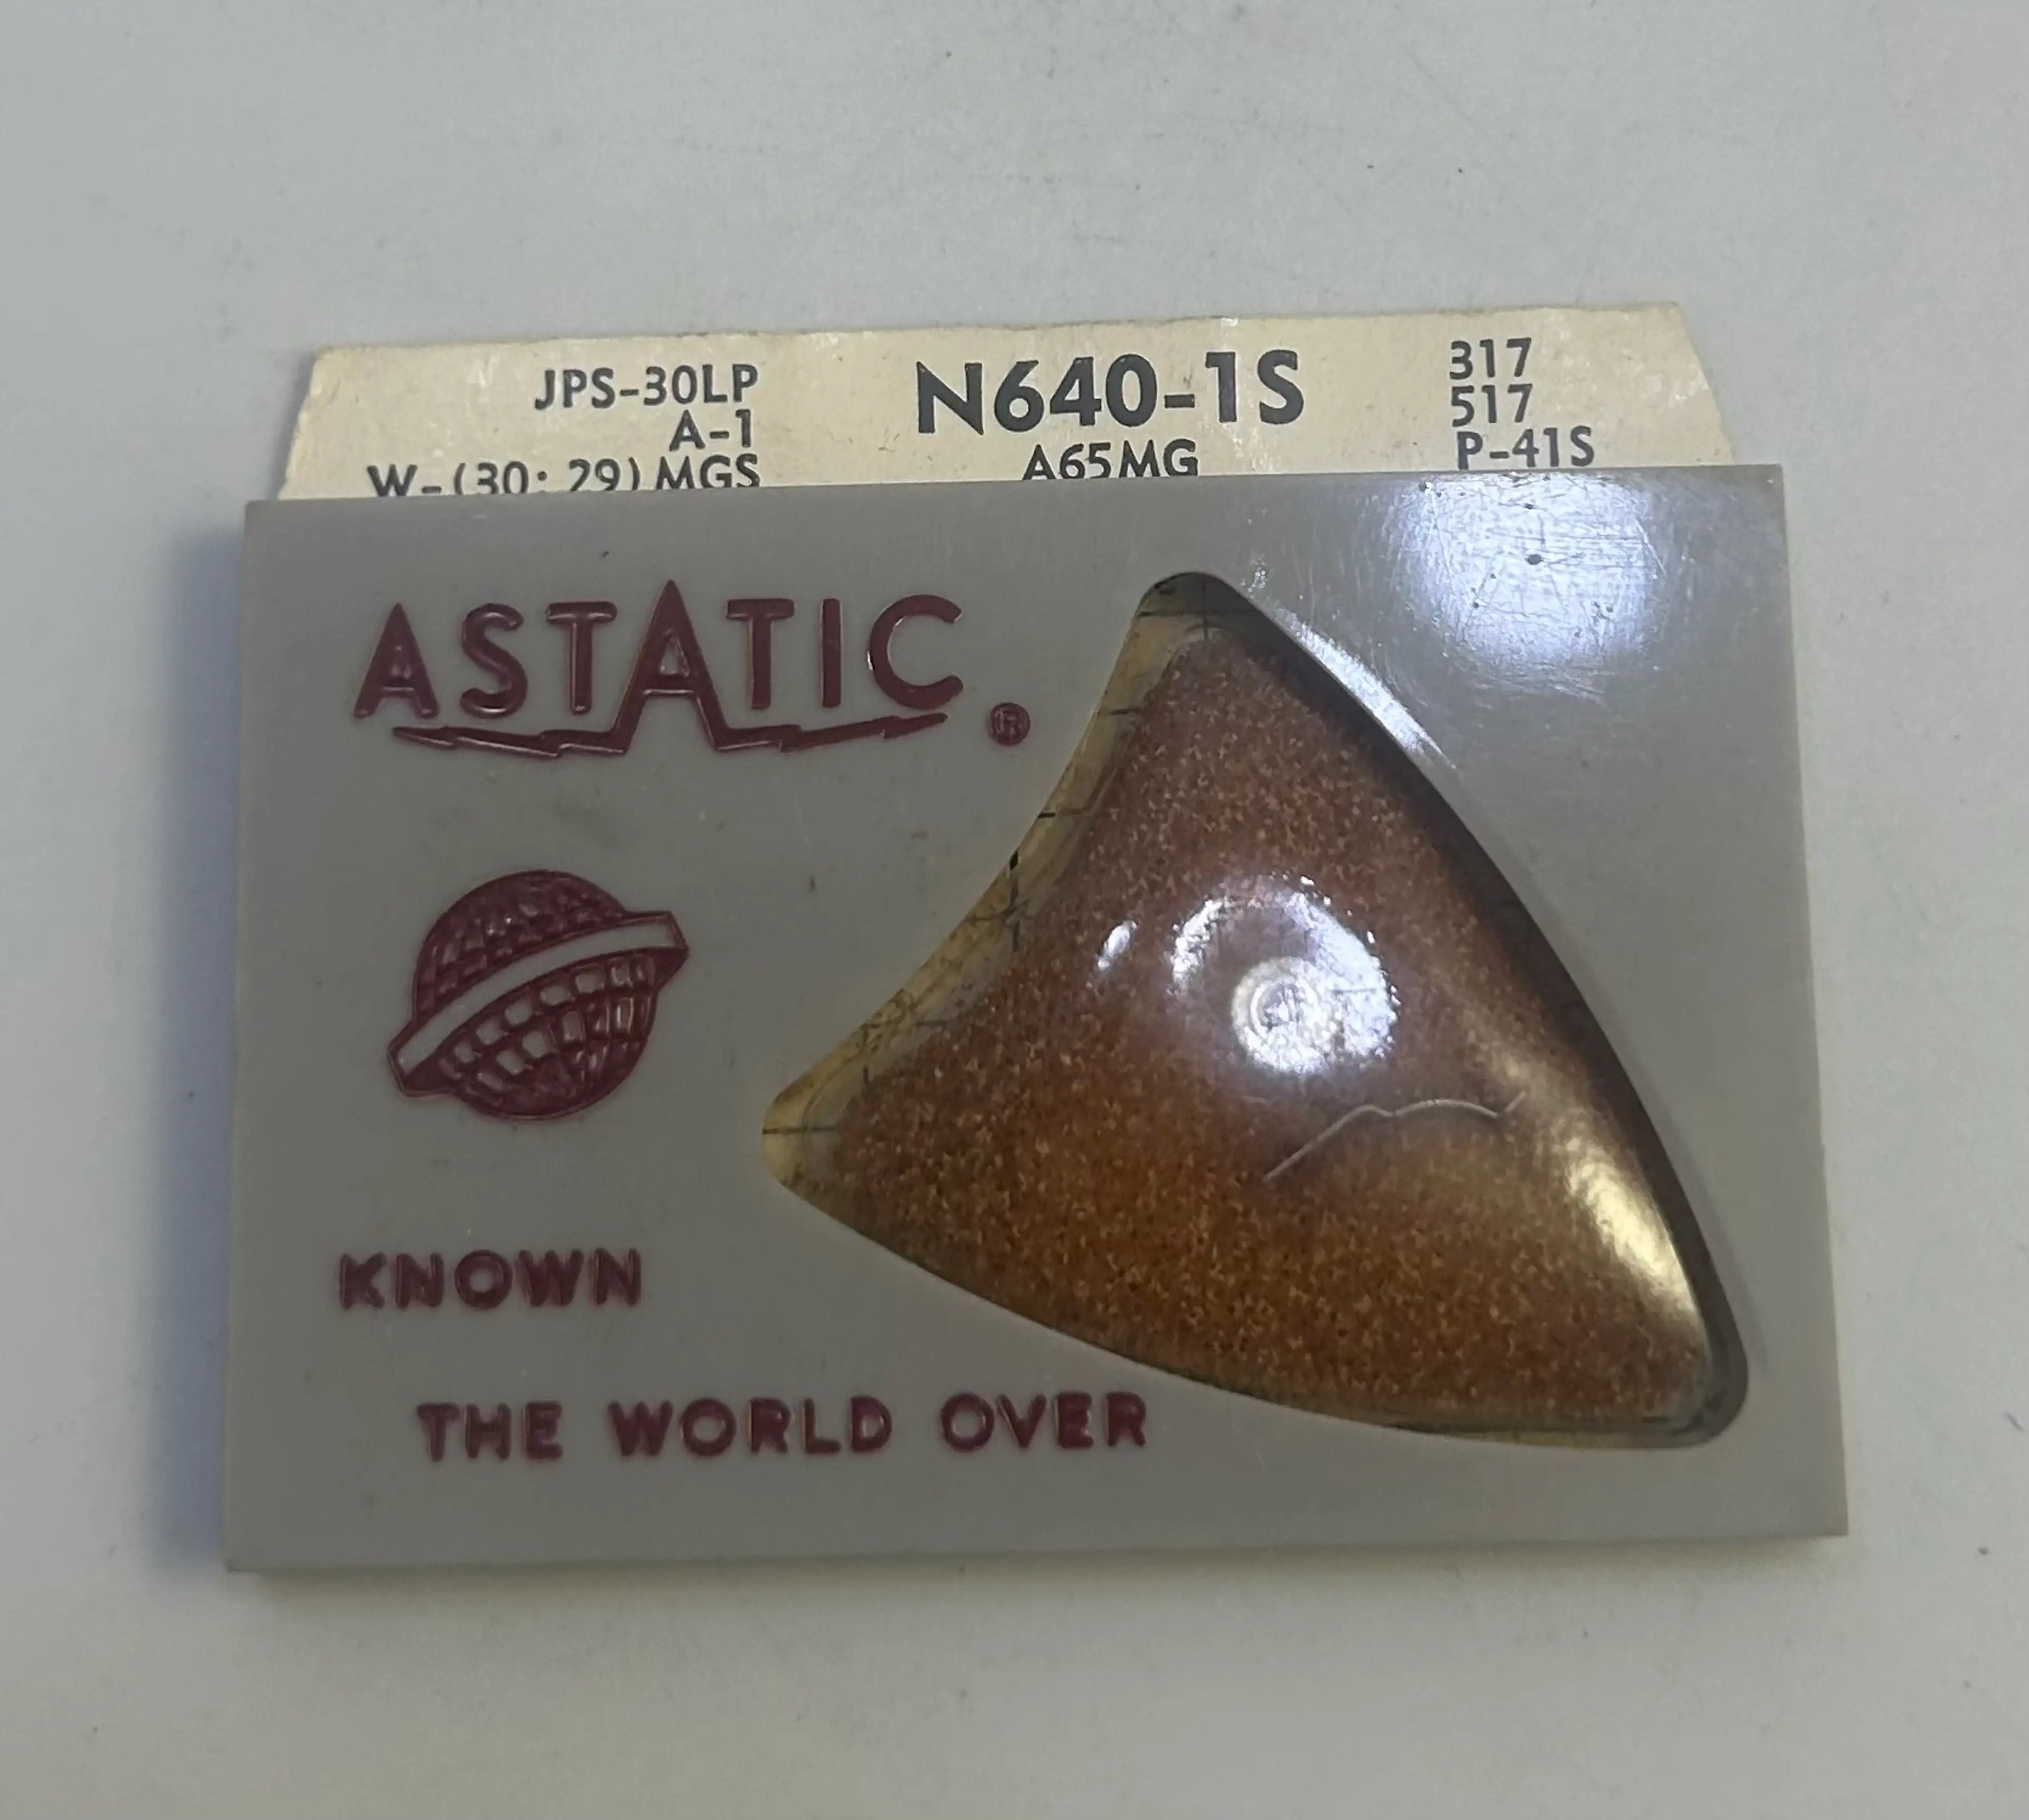 JPS-30LP
A-1
W-(30: 29) MGS
N640-1S
A65MG
317
517
P-41S
ASTATIC ®
KNOWN
THE WORLD OVER